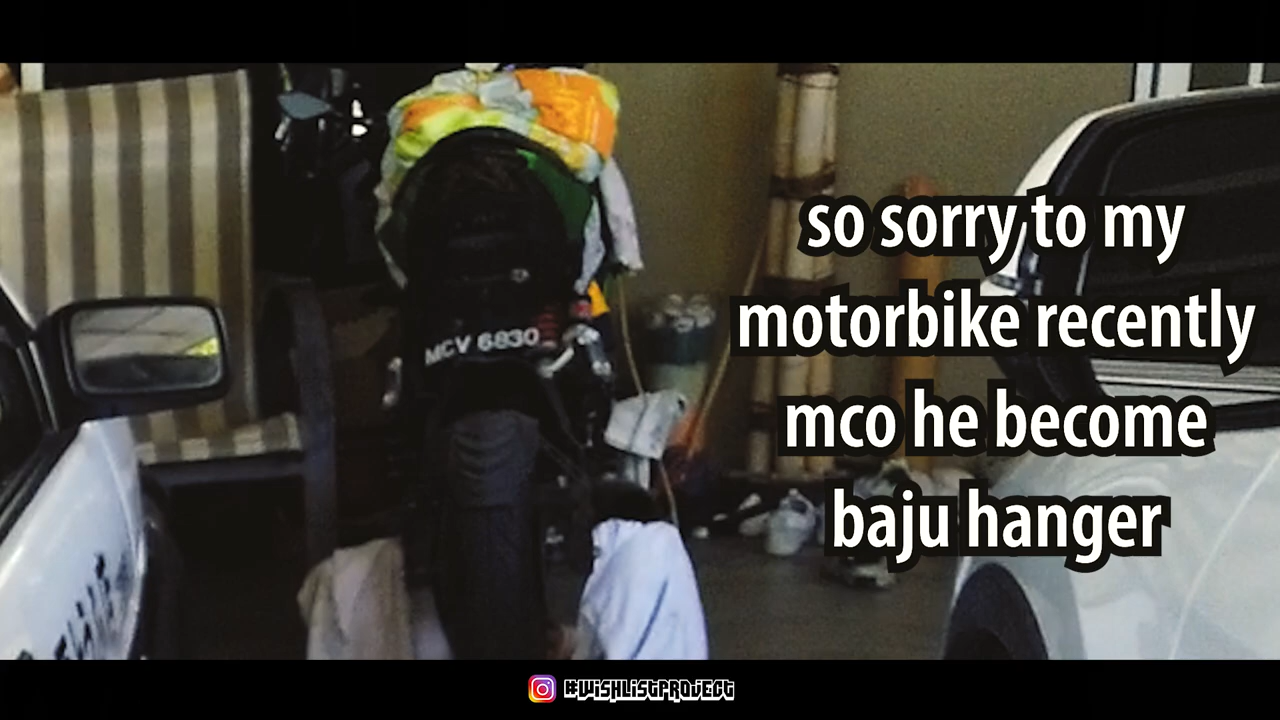 so sorry to my
motorbike recently
mco he become
baju hanger
MCV 6830
#WISHLISTPROJECT